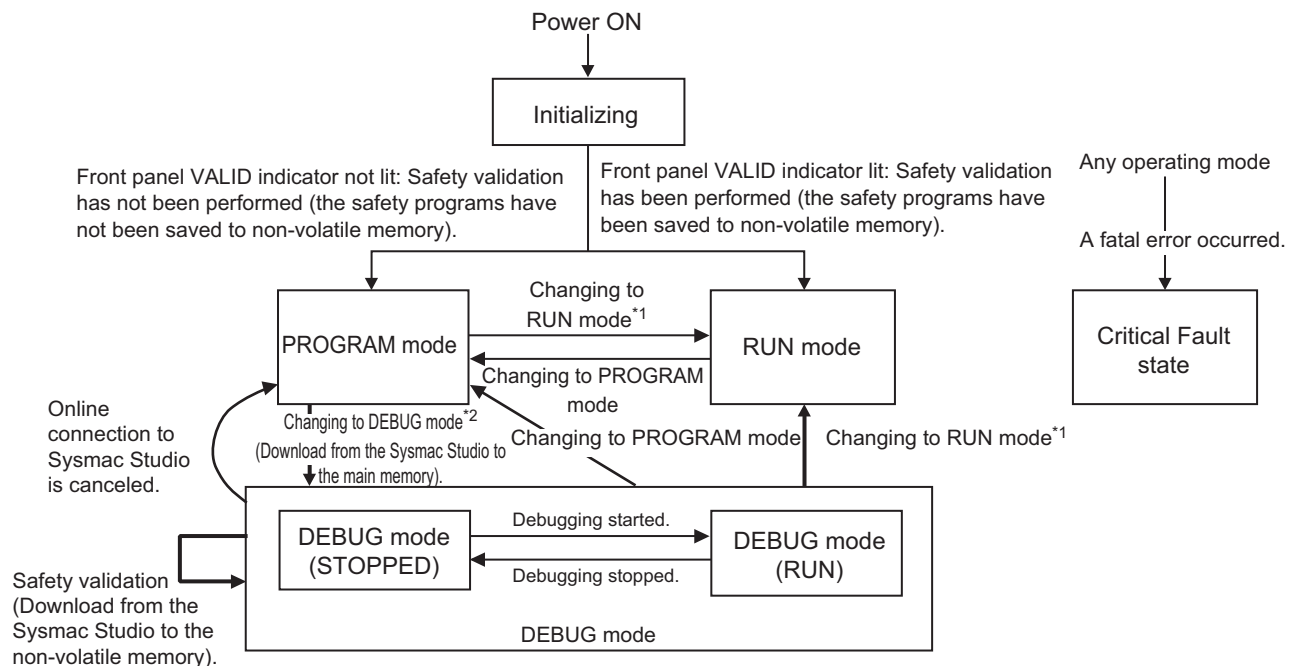 Power ON
Initializing
Front panel VALID indicator not lit: Safety validation
has not been performed (the safety programs have
not been saved to non-volatile memory).
Front panel VALID indicator lit: Safety validation
has been performed (the safety programs have
been saved to non-volatile memory).
Any operating mode
A fatal error occurred.
Critical Fault
state
PROGRAM mode
Changing to
RUN mode*1
RUN mode
Changing to PROGRAM
mode
Online
connection to
Sysmac Studio
is canceled.
Changing to DEBUG mode*2
(Download from the Sysmac Studio to
the main memory).
Changing to PROGRAM mode
Changing to RUN mode*1
DEBUG mode
(STOPPED)
Debugging started.
Debugging stopped.
DEBUG mode
(RUN)
DEBUG mode
Safety validation
(Download from the
Sysmac Studio to the
non-volatile memory).